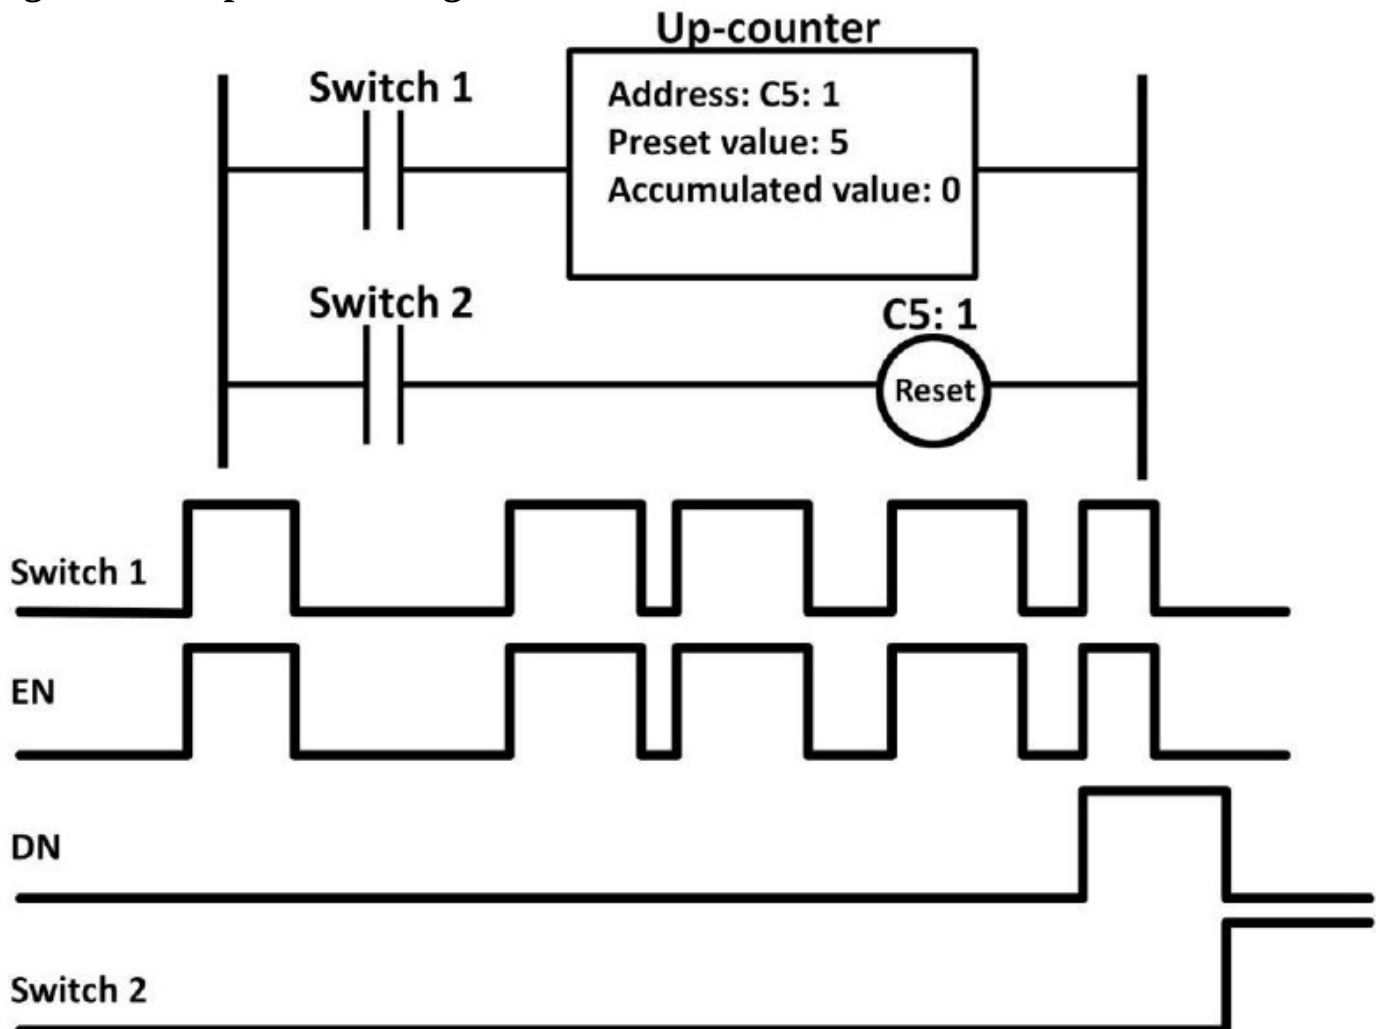 Up-counter
Switch 1
Address: C5: 1
Preset value: 5
Accumulated value: 0
Switch 2
C5: 1
Reset
Switch 1
EN
DN
Switch 2